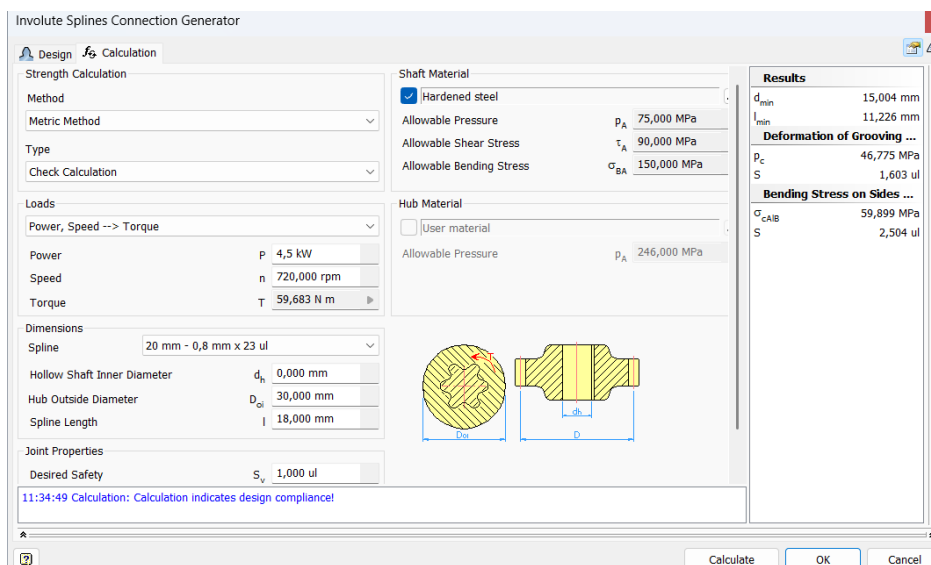 Involute Splines Connection Generator
Design
Calculation
Strength Calculation
Method
Metric Method
Type
Check Calculation
Loads
Power, Speed --> Torque
Power P 4,5 kW
Speed n 720,000 rpm
Torque T 59,683 N m
Dimensions
Spline 20 mm - 0,8 mm x 23 ul
Hollow Shaft Inner Diameter dh 0,000 mm
Hub Outside Diameter Doi 30,000 mm
Spline Length l 18,000 mm
Joint Properties
Desired Safety Sv 1,000 ul
Shaft Material
Hardened steel
Allowable Pressure pA 75,000 MPa
Allowable Shear Stress τA 90,000 MPa
Allowable Bending Stress σBA 150,000 MPa
Hub Material
User material
Allowable Pressure pA 246,000 MPa
T
Doi
dh
D
Results
dmin 15,004 mm
lmin 11,226 mm
Deformation of Grooving ...
pc 46,775 MPa
S 1,603 ul
Bending Stress on Sides ...
σcAlB 59,899 MPa
S 2,504 ul
11:34:49 Calculation: Calculation indicates design compliance!
?
Calculate
OK
Cancel